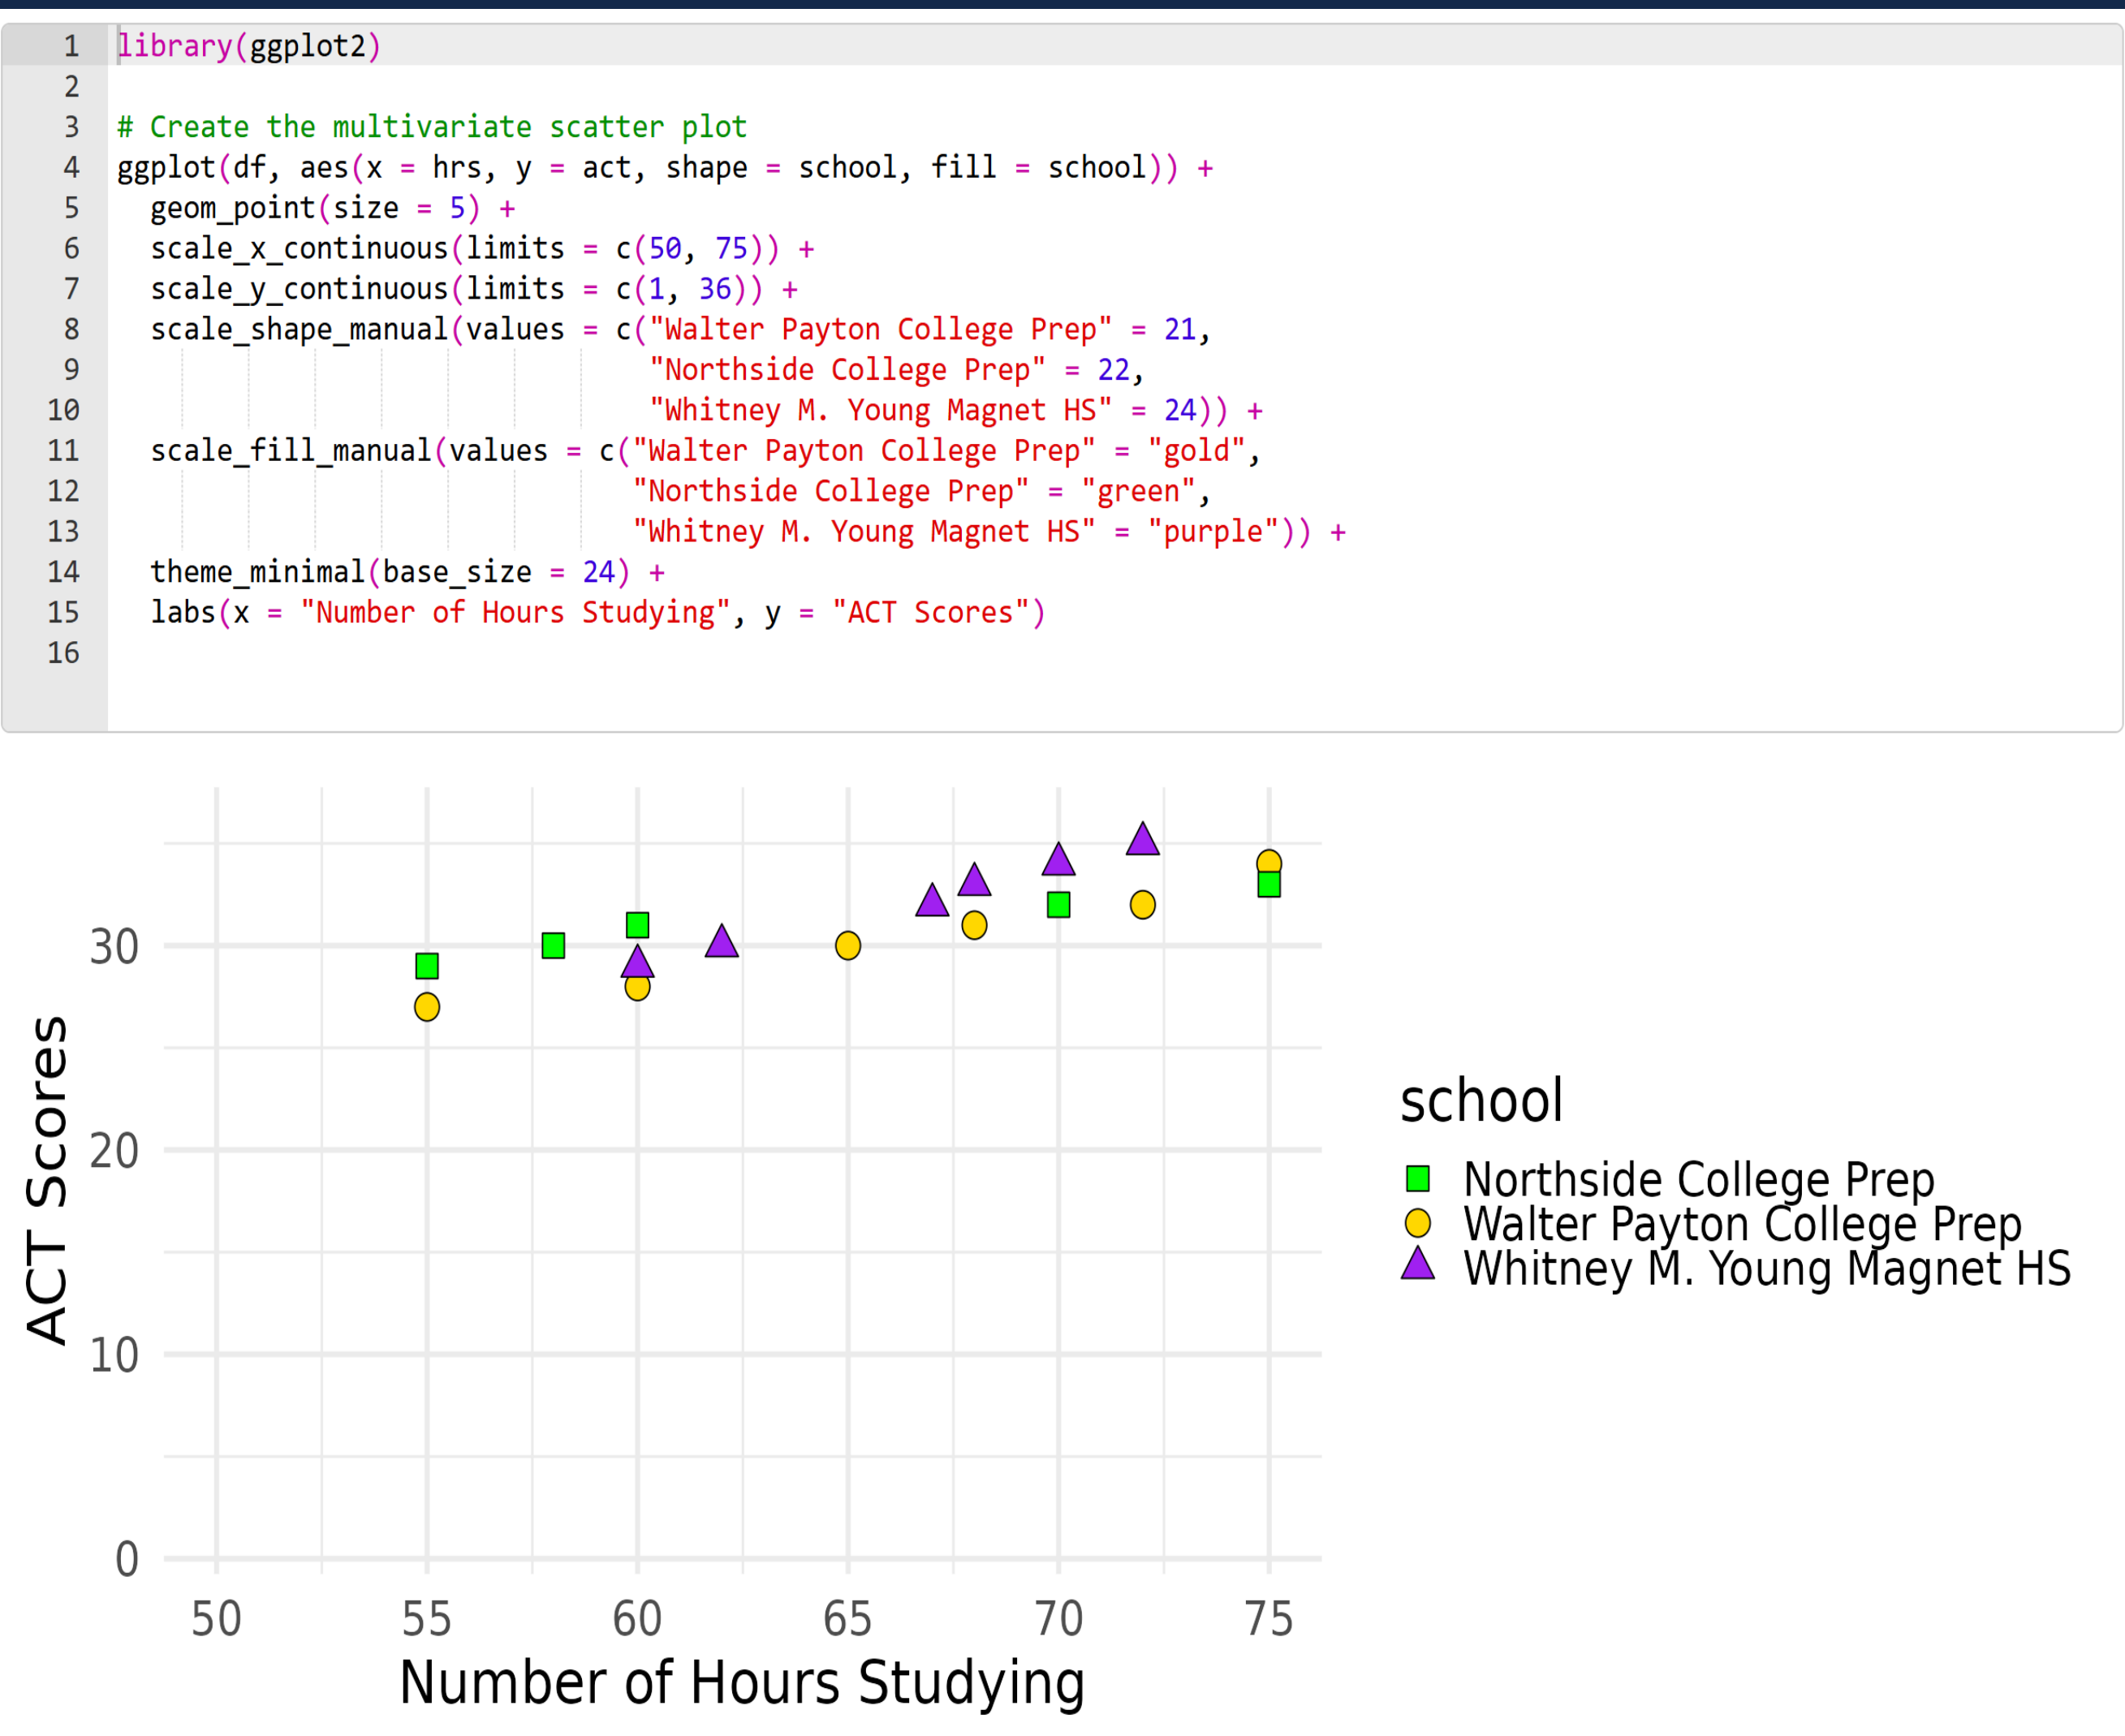 1 library(ggplot2)
2
3 # Create the multivariate scatter plot
4 ggplot(df, aes(x = hrs, y = act, shape = school, fill = school)) +
5 geom_point(size = 5) +
6 scale_x_continuous(limits = c(50, 75)) +
7 scale_y_continuous(limits = c(1, 36)) +
8 scale_shape_manual(values = c("Walter Payton College Prep" = 21,
9 "Northside College Prep" = 22,
10 "Whitney M. Young Magnet HS" = 24)) +
11 scale_fill_manual(values = c("Walter Payton College Prep" = "gold",
12 "Northside College Prep" = "green",
13 "Whitney M. Young Magnet HS" = "purple")) +
14 theme_minimal(base_size = 24) +
15 labs(x = "Number of Hours Studying", y = "ACT Scores")
16
ACT Scores
30
20
10
0
50 55 60 65 70 75
Number of Hours Studying
school
Northside College Prep
Walter Payton College Prep
Whitney M. Young Magnet HS